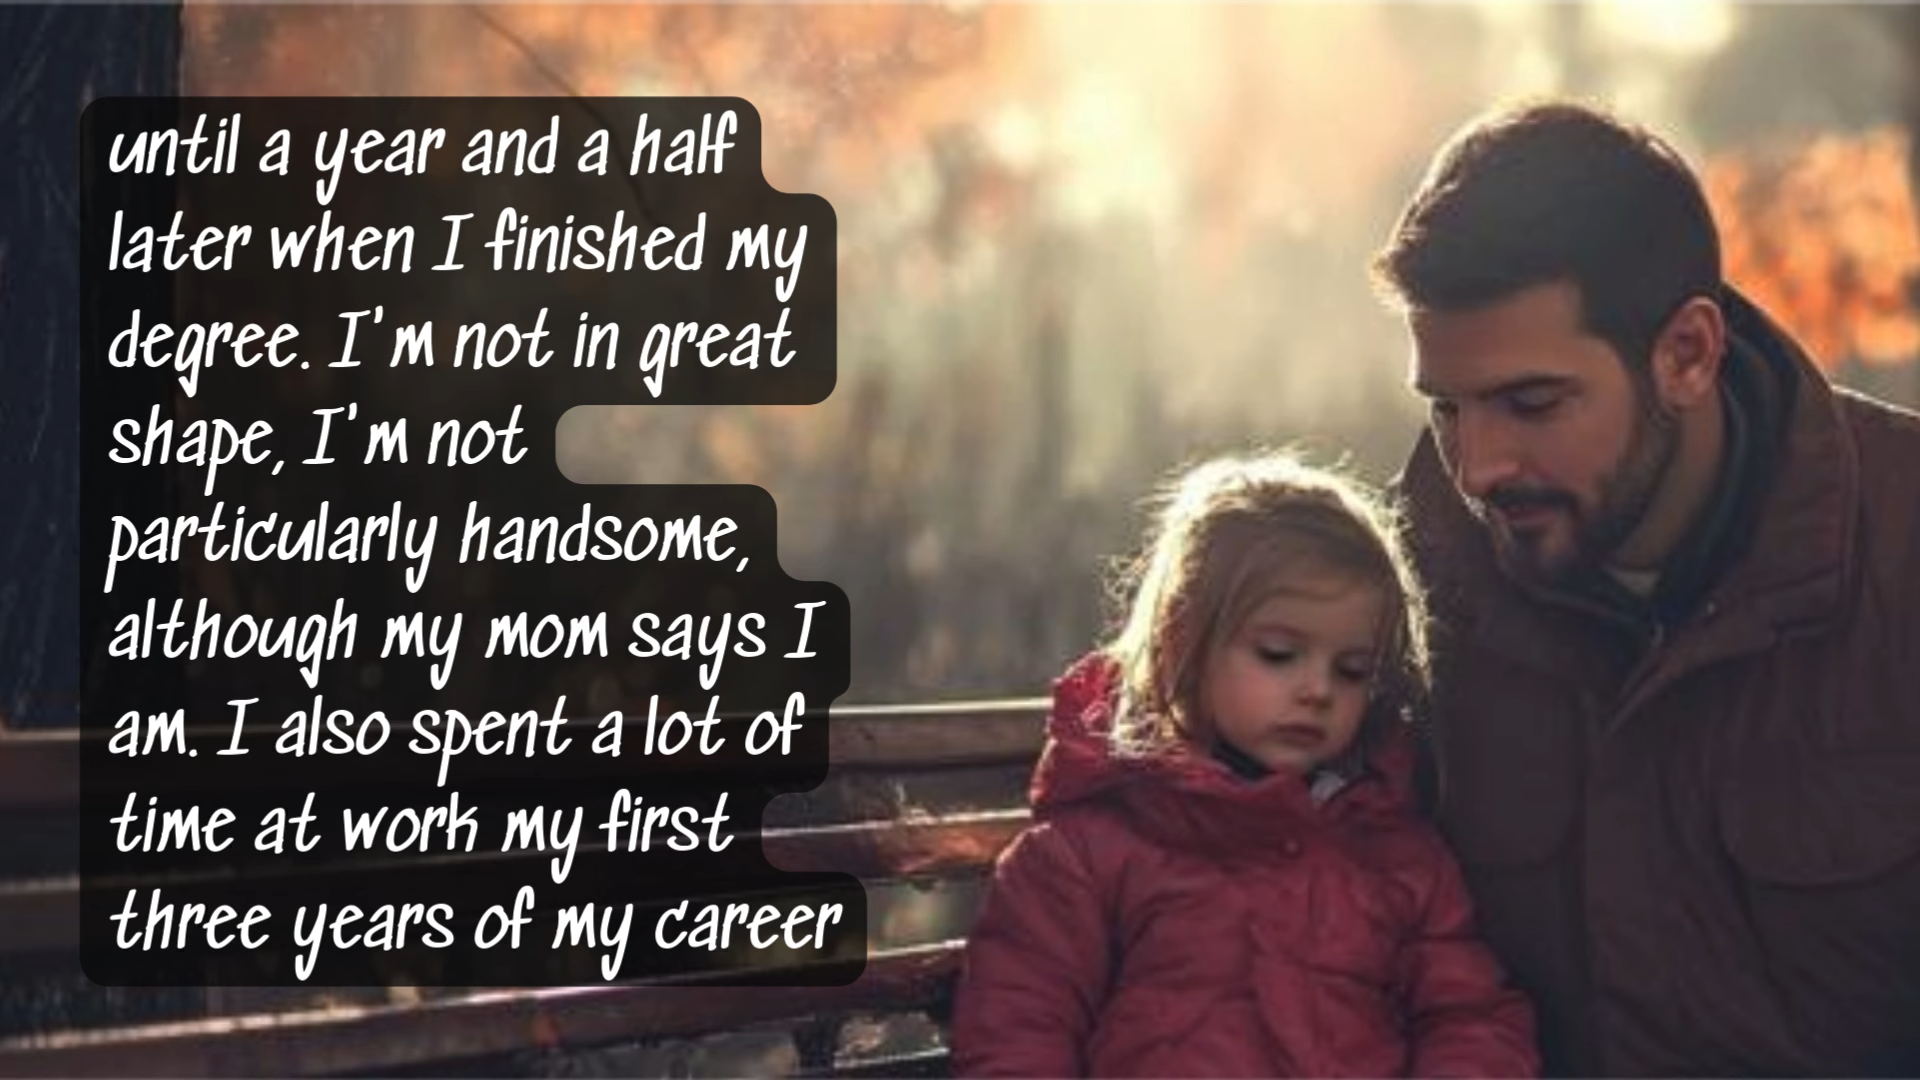 until a year and a half
later when I finished my
degree. I'm not in great
shape, I'm not
particularly handsome,
although my mom says I
am. I also spent a lot of
time at work my first
three years of my career